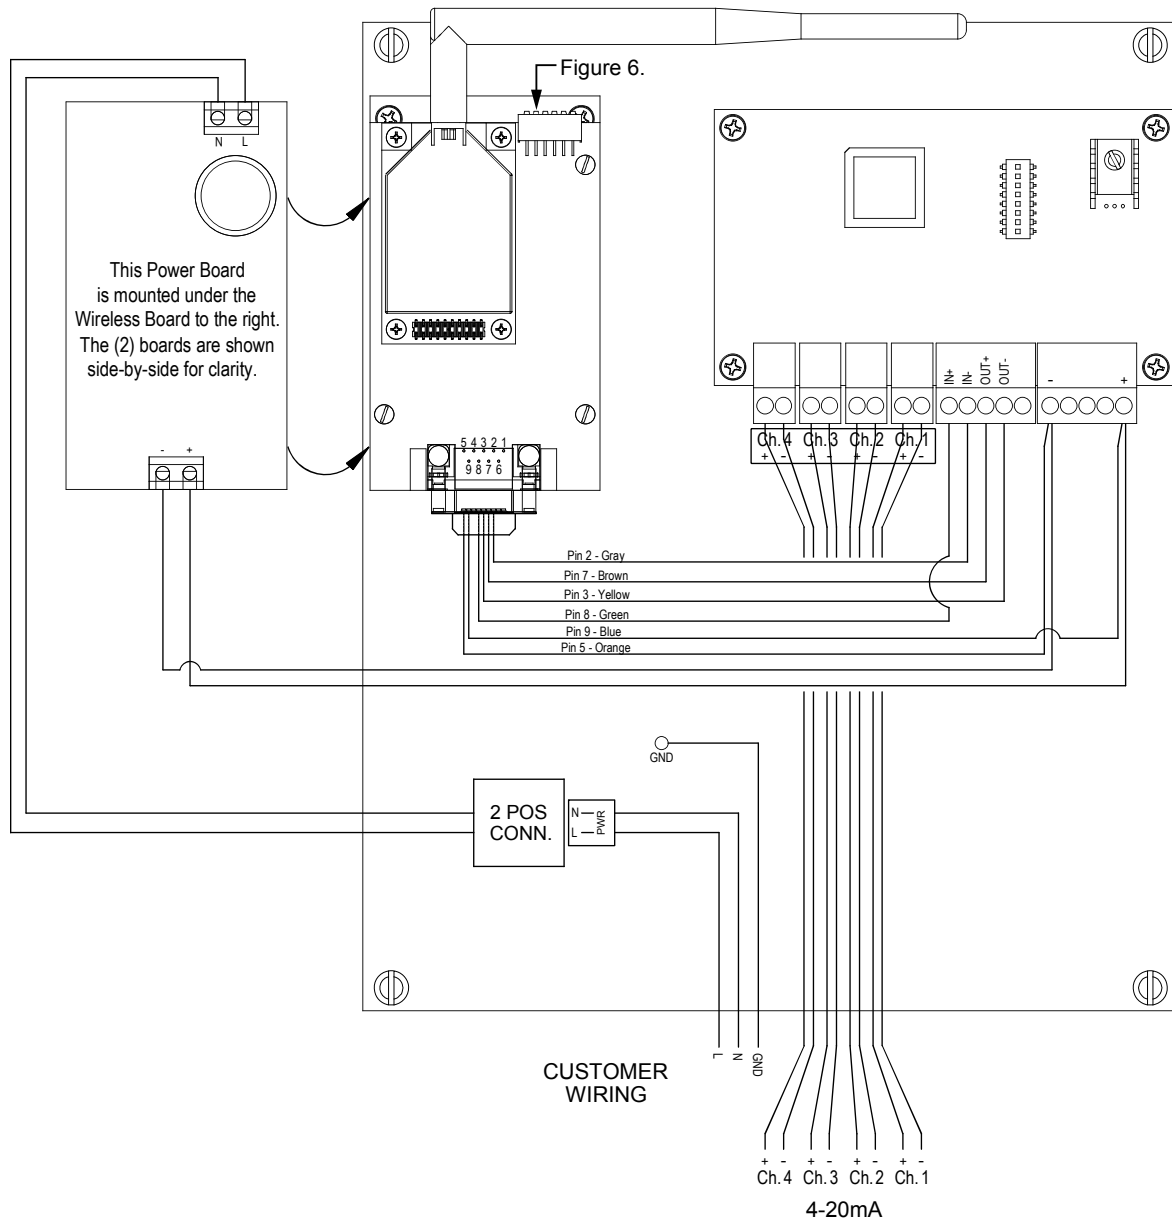 Figure 6.
N L
This Power Board
is mounted under the
Wireless Board to the right.
The (2) boards are shown
side-by-side for clarity.
- +
5 4 3 2 1
9 8 7 6
IN+
IN-
OUT+
OUT-
- +
Ch.4 Ch.3 Ch.2 Ch.1
+ - + - + - + -
Pin 2 - Gray
Pin 7 - Brown
Pin 3 - Yellow
Pin 8 - Green
Pin 9 - Blue
Pin 5 - Orange
GND
2 POS
CONN.
N
L
PWR
L
N
GND
CUSTOMER
WIRING
+ - + - + - + -
Ch.4 Ch.3 Ch.2 Ch.1
4-20mA